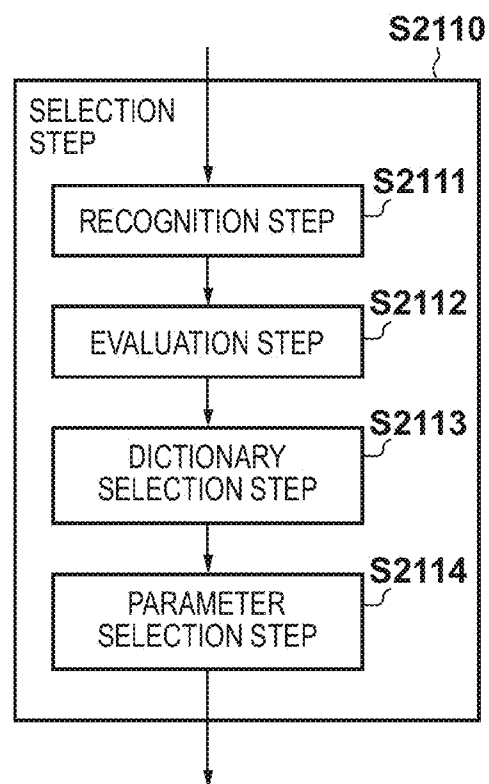 S2110
SELECTION
STEP
S2111
RECOGNITION STEP
S2112
EVALUATION STEP
S2113
DICTIONARY
SELECTION STEP
S2114
PARAMETER
SELECTION STEP